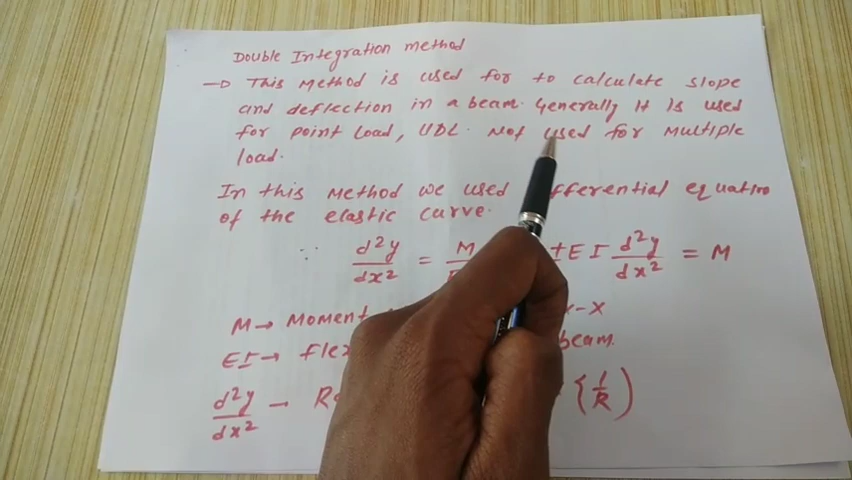 Double Integration method
→ This method is used for to calculate slope
and deflection in a beam. Generally it is used
for point load, UDL. Not used for multiple
load.
In this method we used differential equation
of the elastic curve.
∵ d²y/dx² = M EI d²y/dx² = M
M → Moment x-x
EI → beam.
d²y/dx² - {1/R}